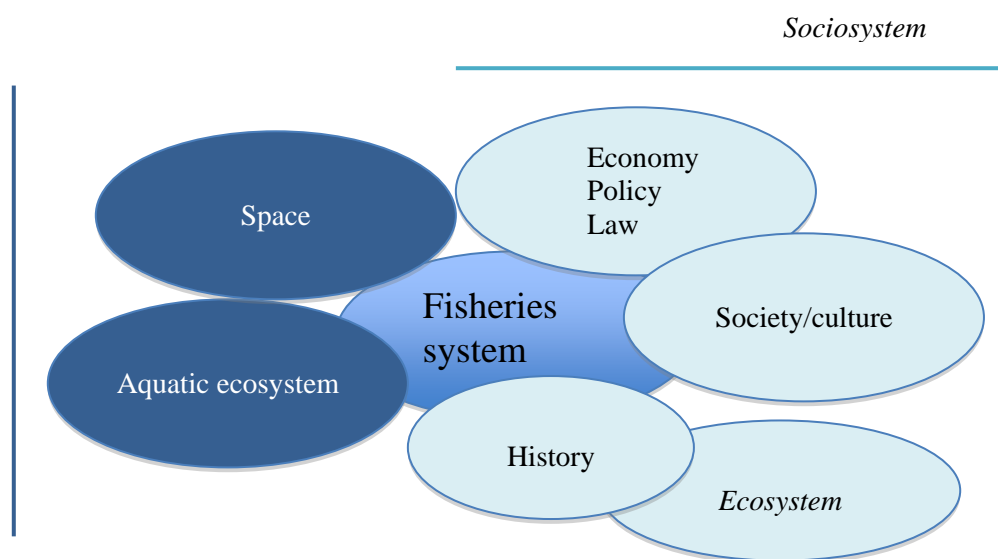 Sociosystem
Economy
Policy
Law
Space
Fisheries
system
Society/culture
Aquatic ecosystem
History
Ecosystem